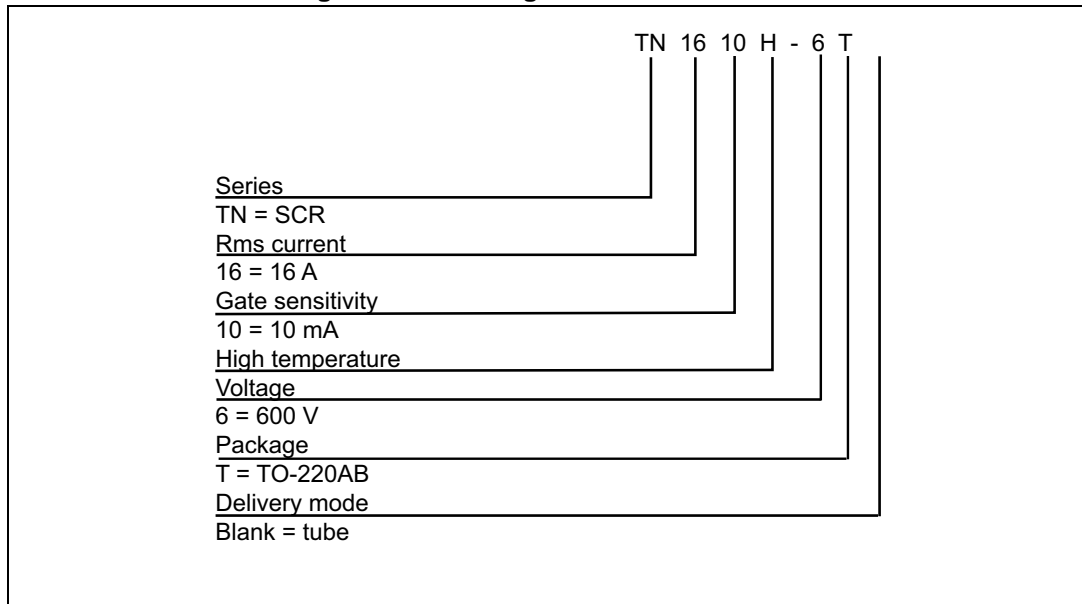 TN 16 10 H - 6 T
Series
TN = SCR
Rms current
16 = 16 A
Gate sensitivity
10 = 10 mA
High temperature
Voltage
6 = 600 V
Package
T = TO-220AB
Delivery mode
Blank = tube